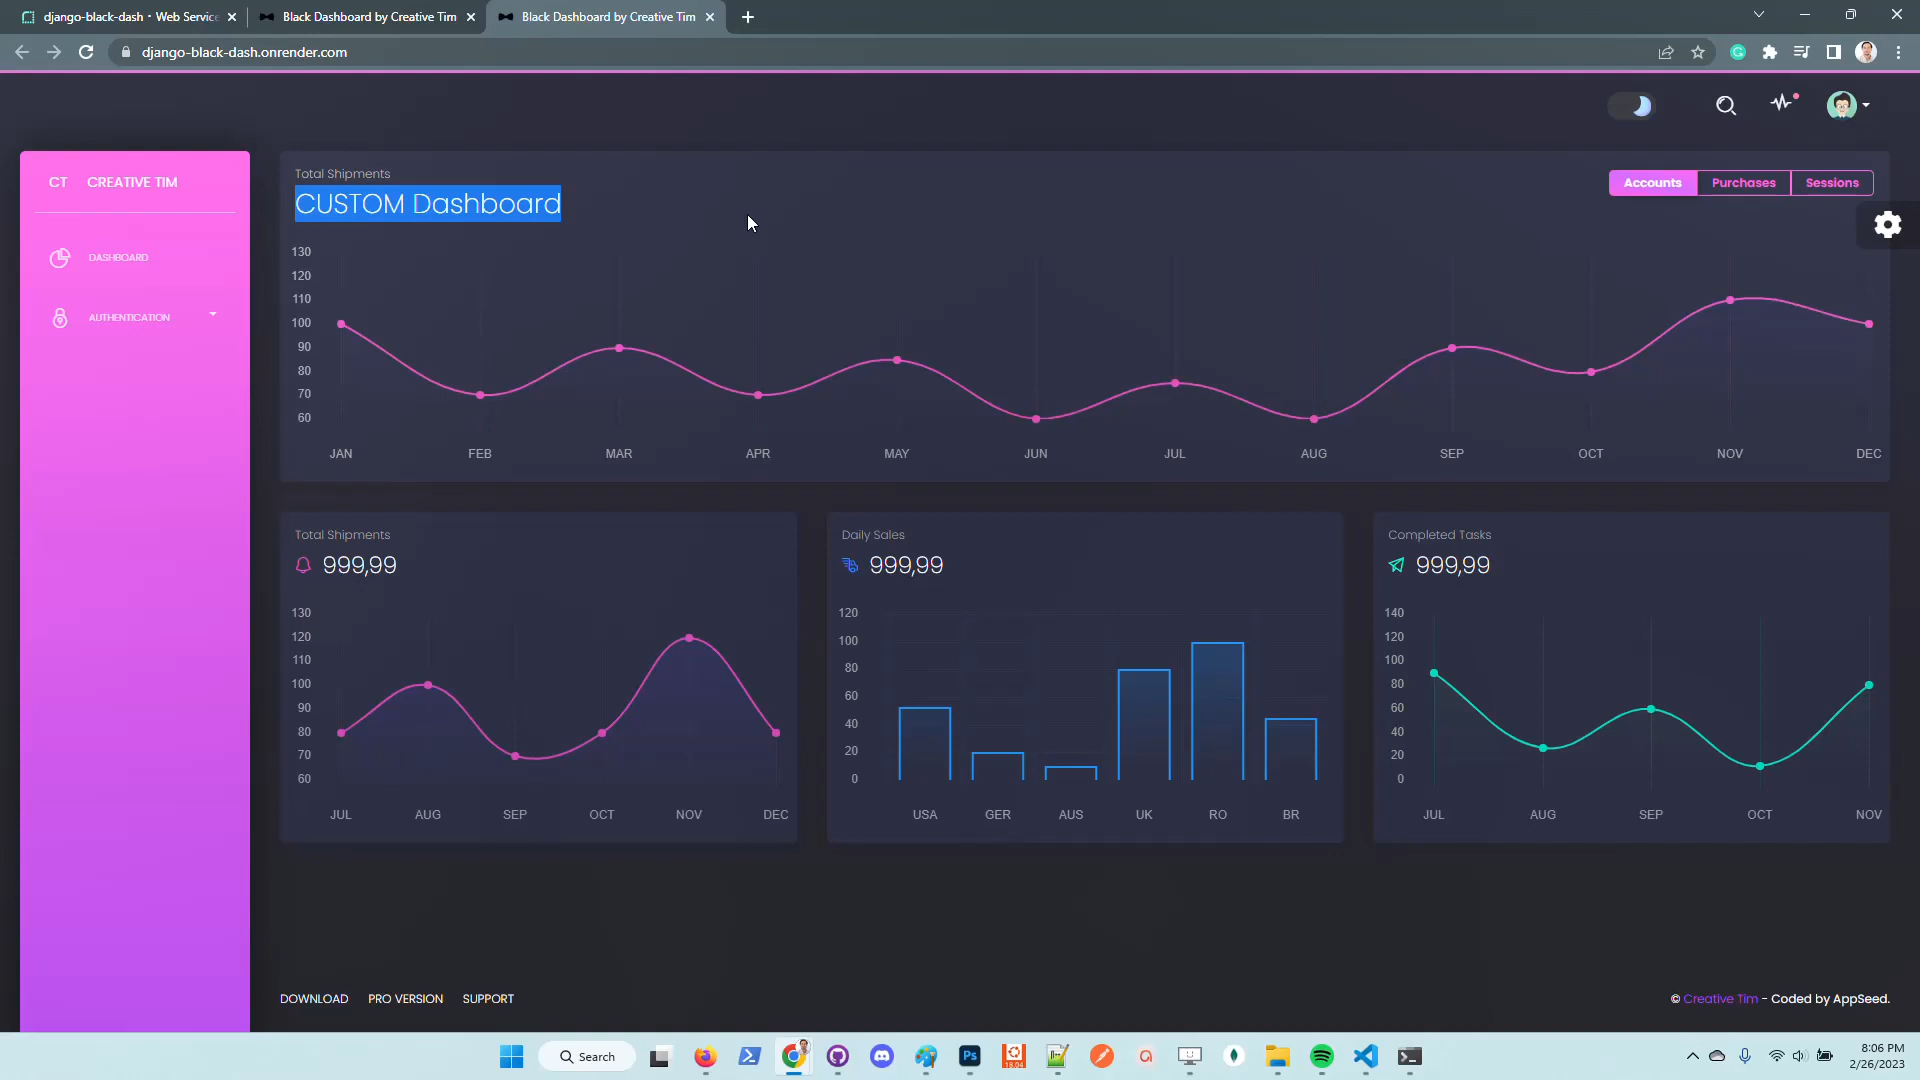 django-black-dash · Web Service
Black Dashboard by Creative Tim
Black Dashboard by Creative Tim
django-black-dash.onrender.com
CT CREATIVE TIM
DASHBOARD
AUTHENTICATION
Total Shipments
CUSTOM Dashboard
Accounts Purchases Sessions
130
120
110
100
90
80
70
60
JAN FEB MAR APR MAY JUN JUL AUG SEP OCT NOV DEC
Total Shipments
999,99
130
120
110
100
90
80
70
60
JUL AUG SEP OCT NOV DEC
Daily Sales
999,99
120
100
80
60
40
20
0
USA GER AUS UK RO BR
Completed Tasks
999,99
140
120
100
80
60
40
20
0
JUL AUG SEP OCT NOV
DOWNLOAD PRO VERSION SUPPORT
© Creative Tim - Coded by AppSeed.
Search
Ps
18.04
8:06 PM
2/26/2023